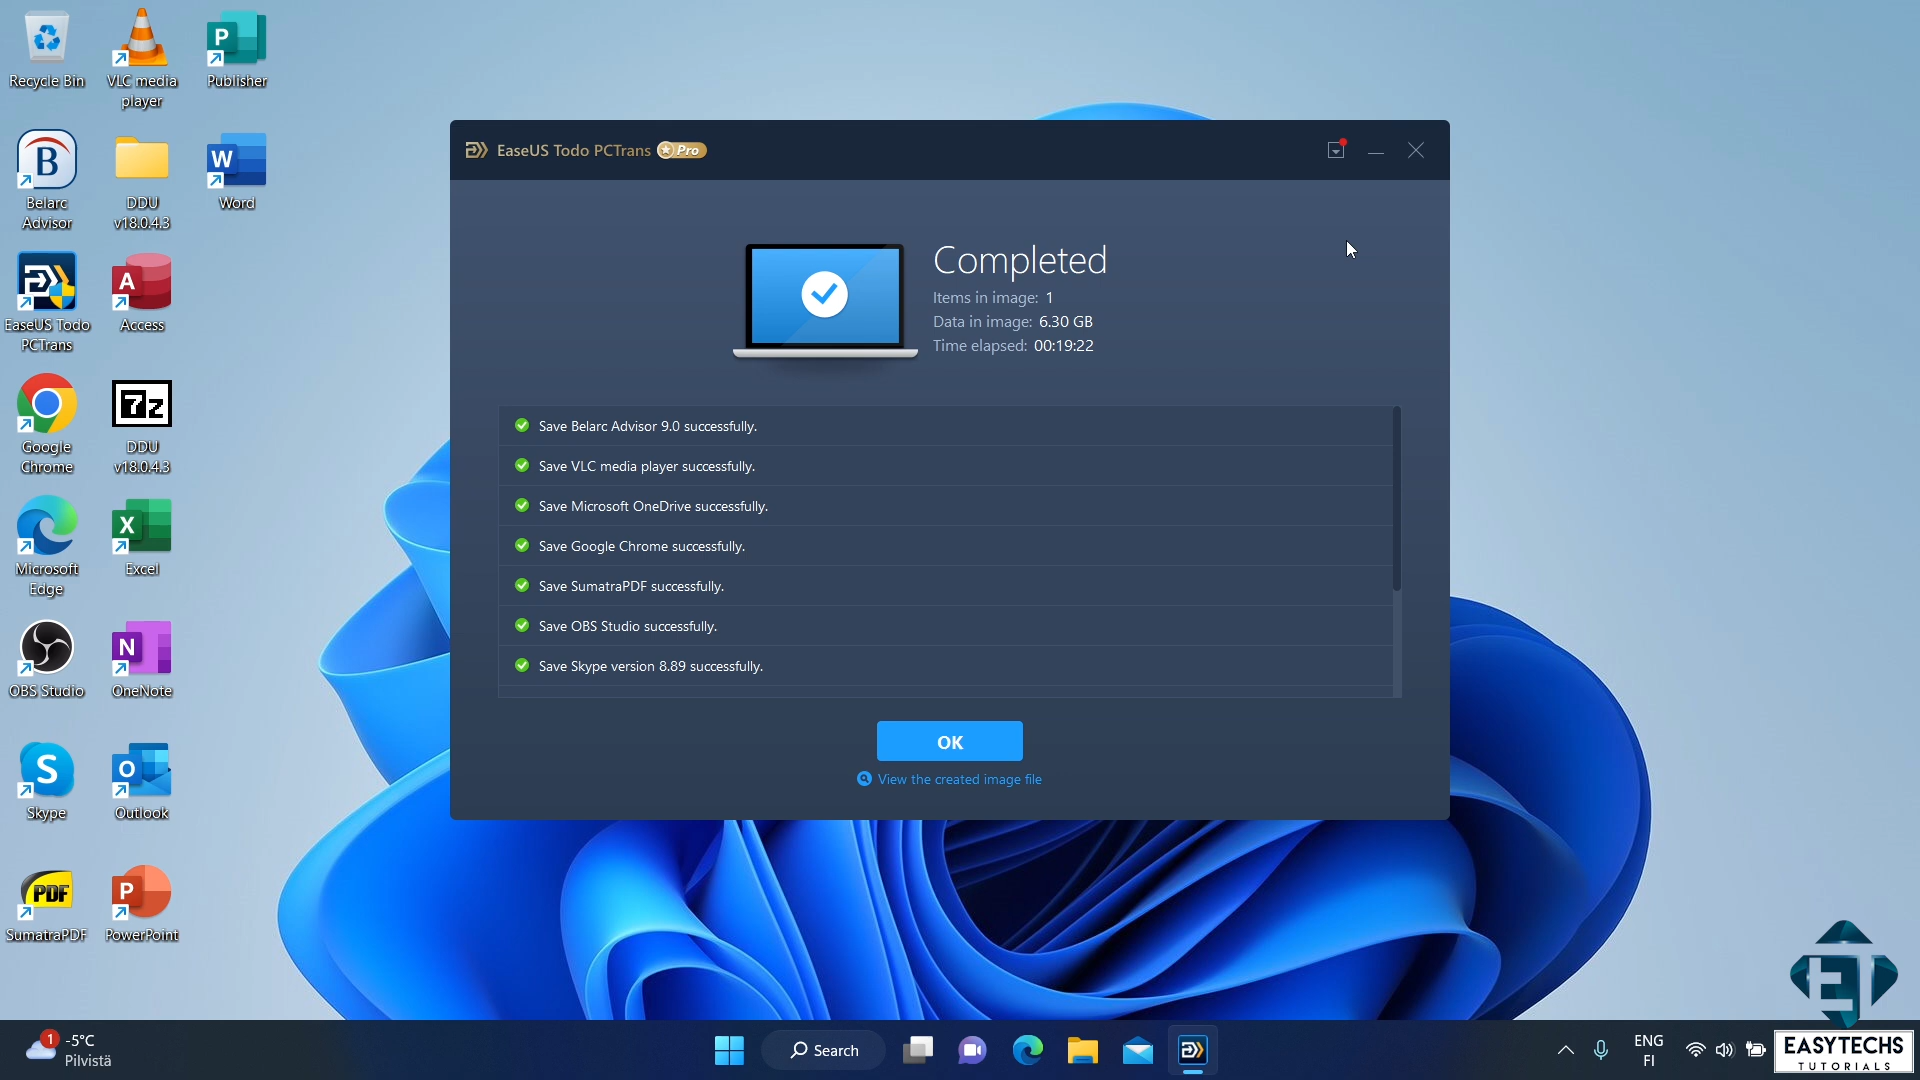 Recycle Bin
VLC media
player
P
Publisher
B
Belarc
Advisor
DDU
v18.0.4.3
W
Word
EaseUS Todo
PCTrans
A
Access
Google
Chrome
7z
DDU
v18.0.4.3
Microsoft
Edge
X
Excel
OBS Studio
N
OneNote
S
Skype
O
Outlook
PDF
SumatraPDF
P
PowerPoint
EaseUS Todo PCTrans Pro
Completed
Items in image: 1
Data in image: 6.30 GB
Time elapsed: 00:19:22
Save Belarc Advisor 9.0 successfully.
Save VLC media player successfully.
Save Microsoft OneDrive successfully.
Save Google Chrome successfully.
Save SumatraPDF successfully.
Save OBS Studio successfully.
Save Skype version 8.89 successfully.
OK
View the created image file
1
-5°C
Pilvistä
Search
ENG
FI
ET
EASYTECHS
TUTORIALS